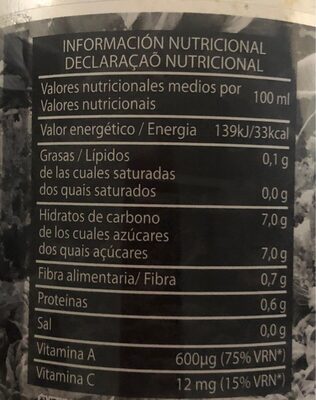 INFORMACIÓN NUTRICIONAL
DECLARAÇAÕ NUTRICIONAL
Valores nutricionales medios por
Valores nutricionais 100 ml
Valor energético / Energia 139kJ/33kcal
Grasas / Lípidos 0,1 g
de las cuales saturadas
dos quais saturados 0,0 g
Hidratos de carbono 7,0 g
de los cuales azúcares
dos quais açúcares 7,0 g
Fibra alimentaria/ Fibra 0,7 g
Proteínas 0,6 g
Sal 0,0 g
Vitamina A 600µg (75% VRN*)
Vitamina C 12 mg (15% VRN*)